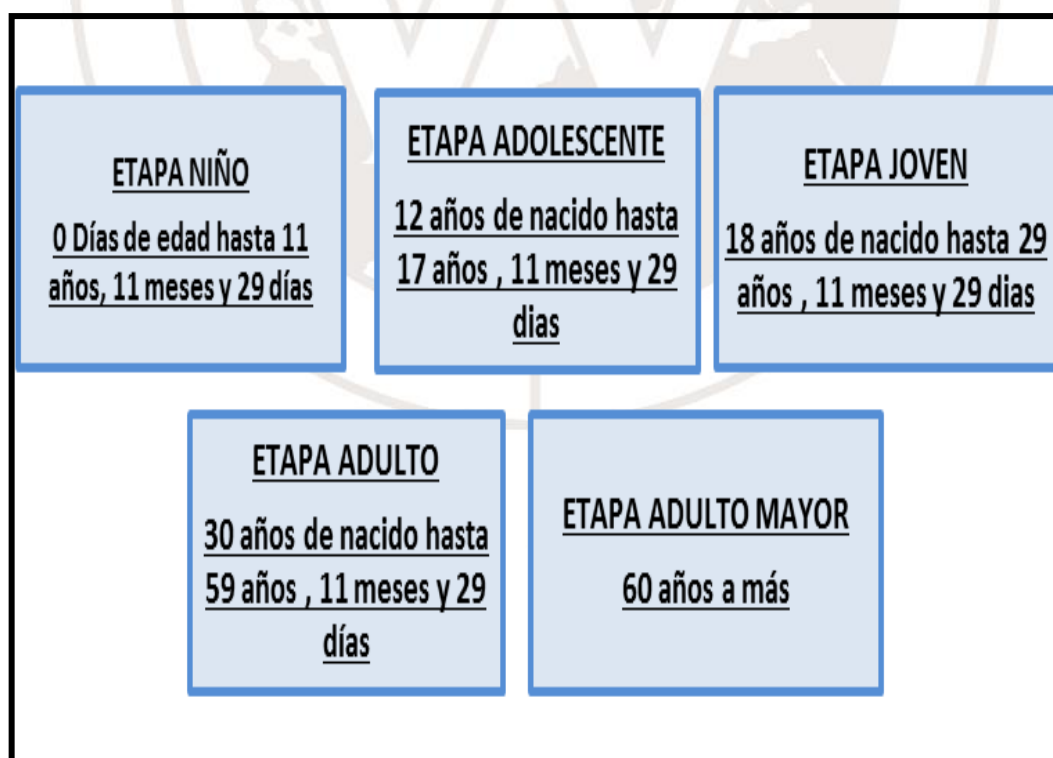 ETAPA NIÑO
0 Días de edad hasta 11
años, 11 meses y 29 días
ETAPA ADOLESCENTE
12 años de nacido hasta
17 años , 11 meses y 29
dias
ETAPA JOVEN
18 años de nacido hasta 29
años , 11 meses y 29 dias
ETAPA ADULTO
30 años de nacido hasta
59 años , 11 meses y 29
días
ETAPA ADULTO MAYOR
60 años a más